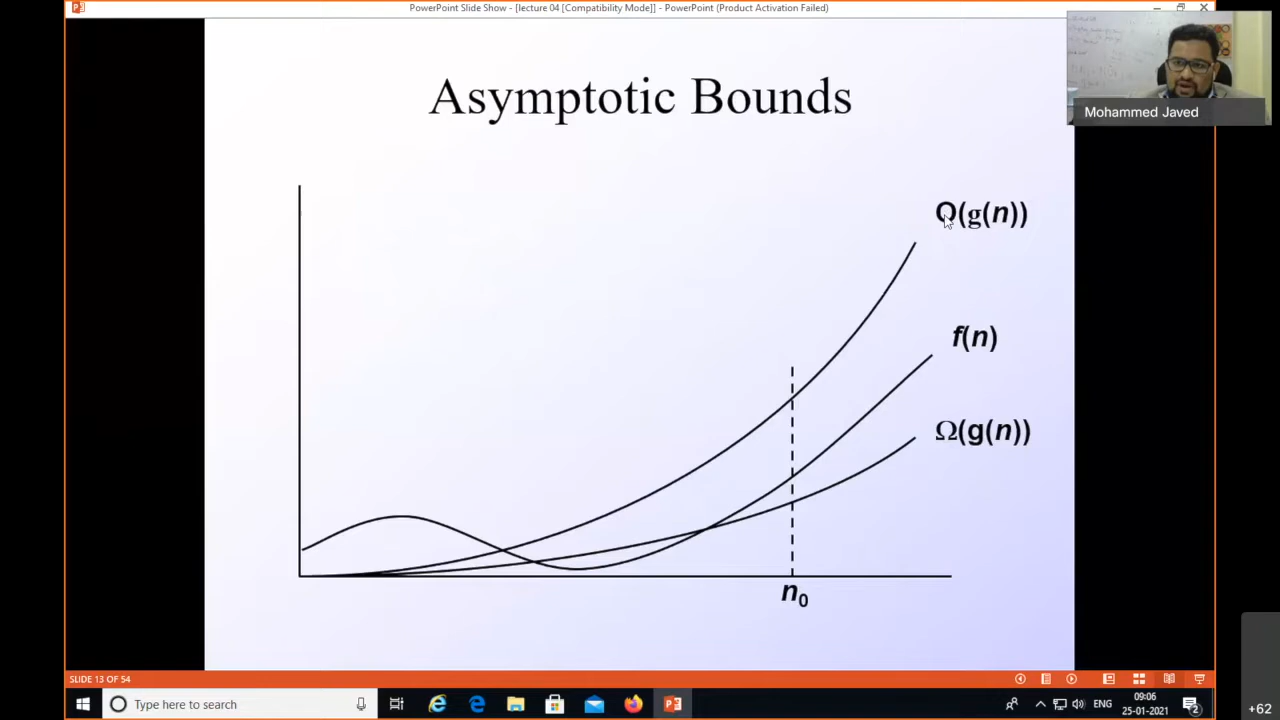 PowerPoint Slide Show - [lecture 04 [Compatibility Mode]] - PowerPoint (Product Activation Failed)
Mohammed Javed
Asymptotic Bounds
O(g(n))
f(n)
Ω(g(n))
n0
SLIDE 13 OF 54
Type here to search
ENG
09:06
25-01-2021
2
+62